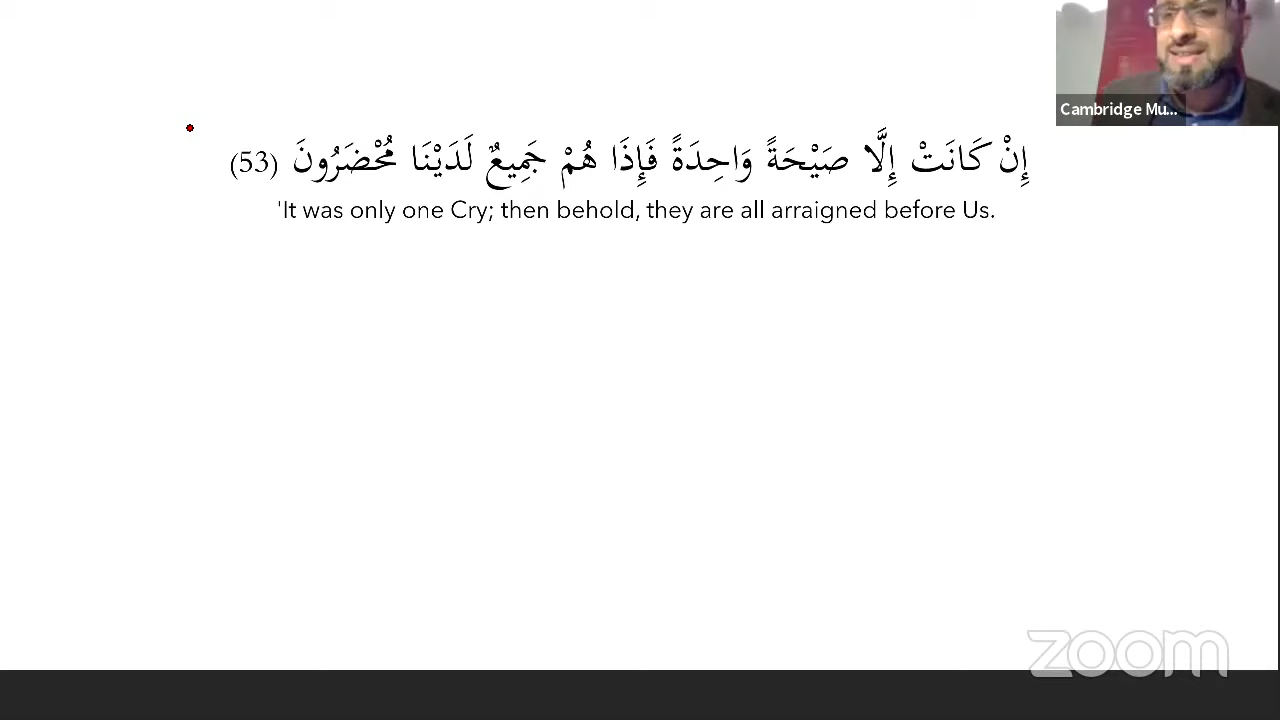 Cambridge Mu...
إِنْ كَانَتْ إِلَّا صَيْحَةً وَاحِدَةً فَإِذَا هُمْ جَمِيعٌ لَدَيْنَا مُحْضَرُونَ (53)
'It was only one Cry; then behold, they are all arraigned before Us.
zoom